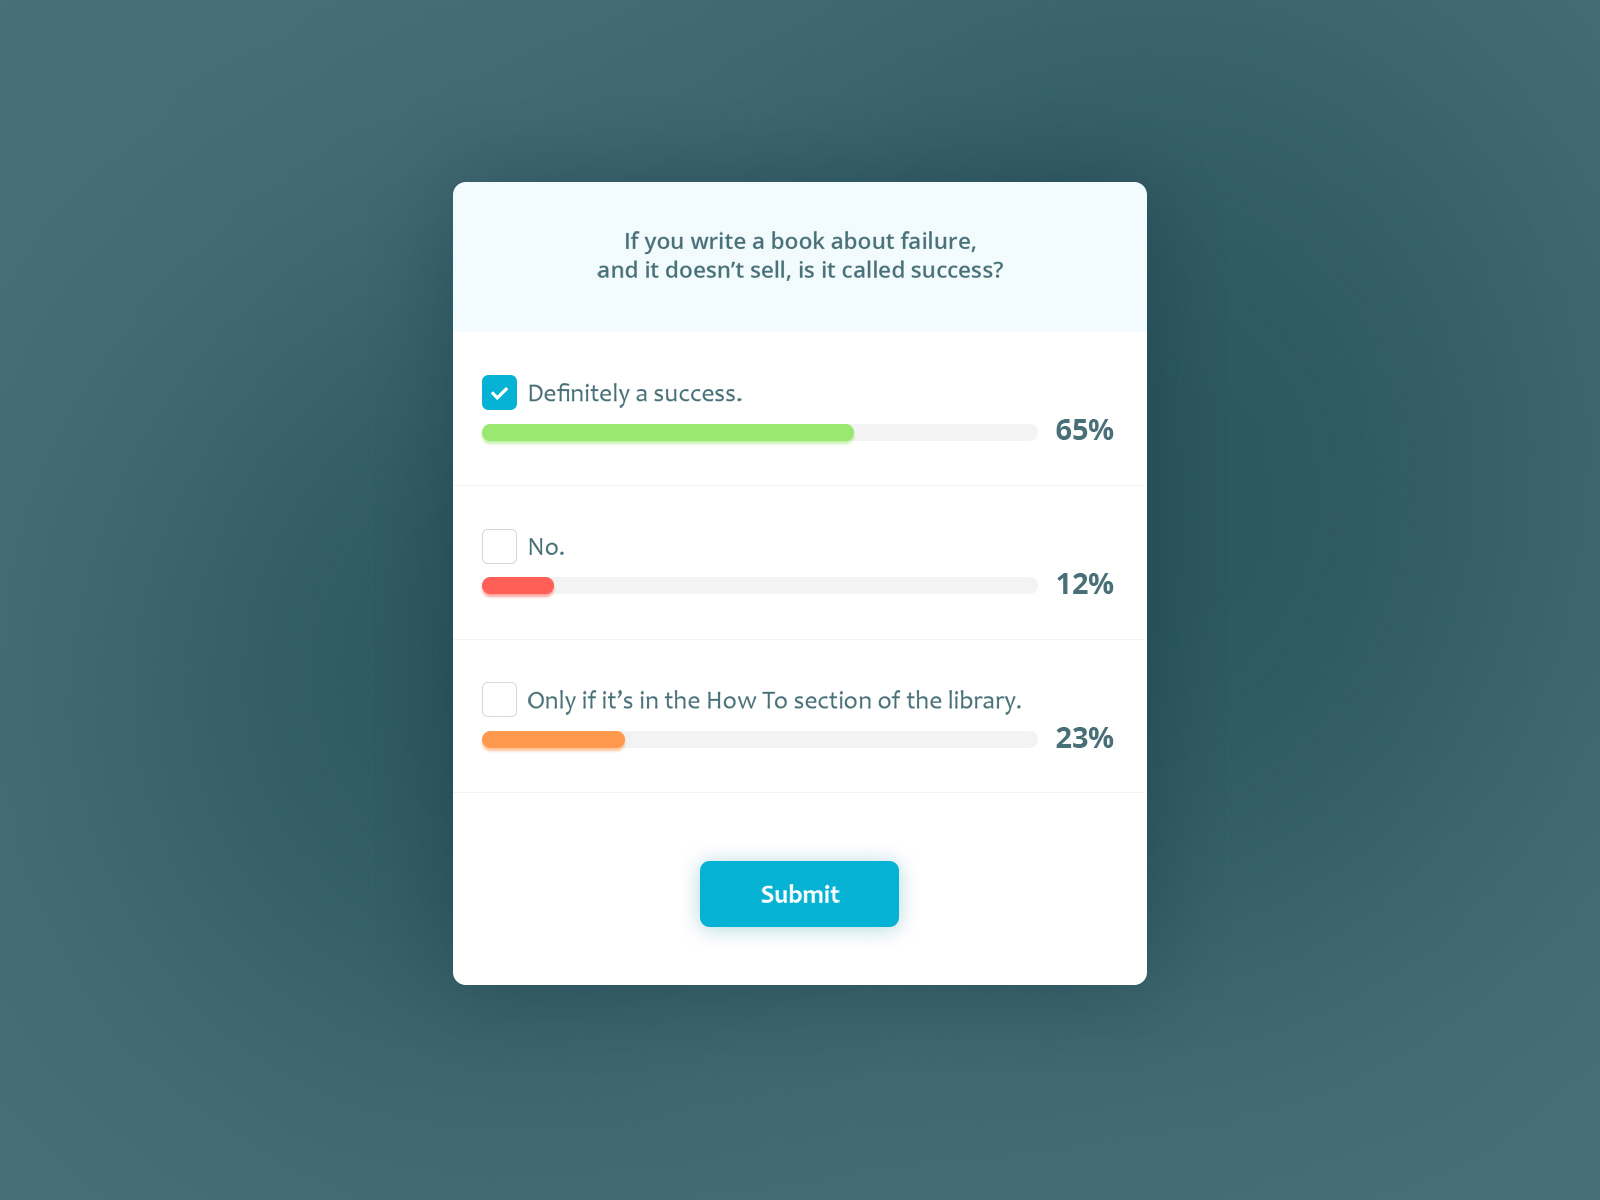 If you write a book about failure,
and it doesn’t sell, is it called success?
Definitely a success.
65%
No.
12%
Only if it’s in the How To section of the library.
23%
Submit